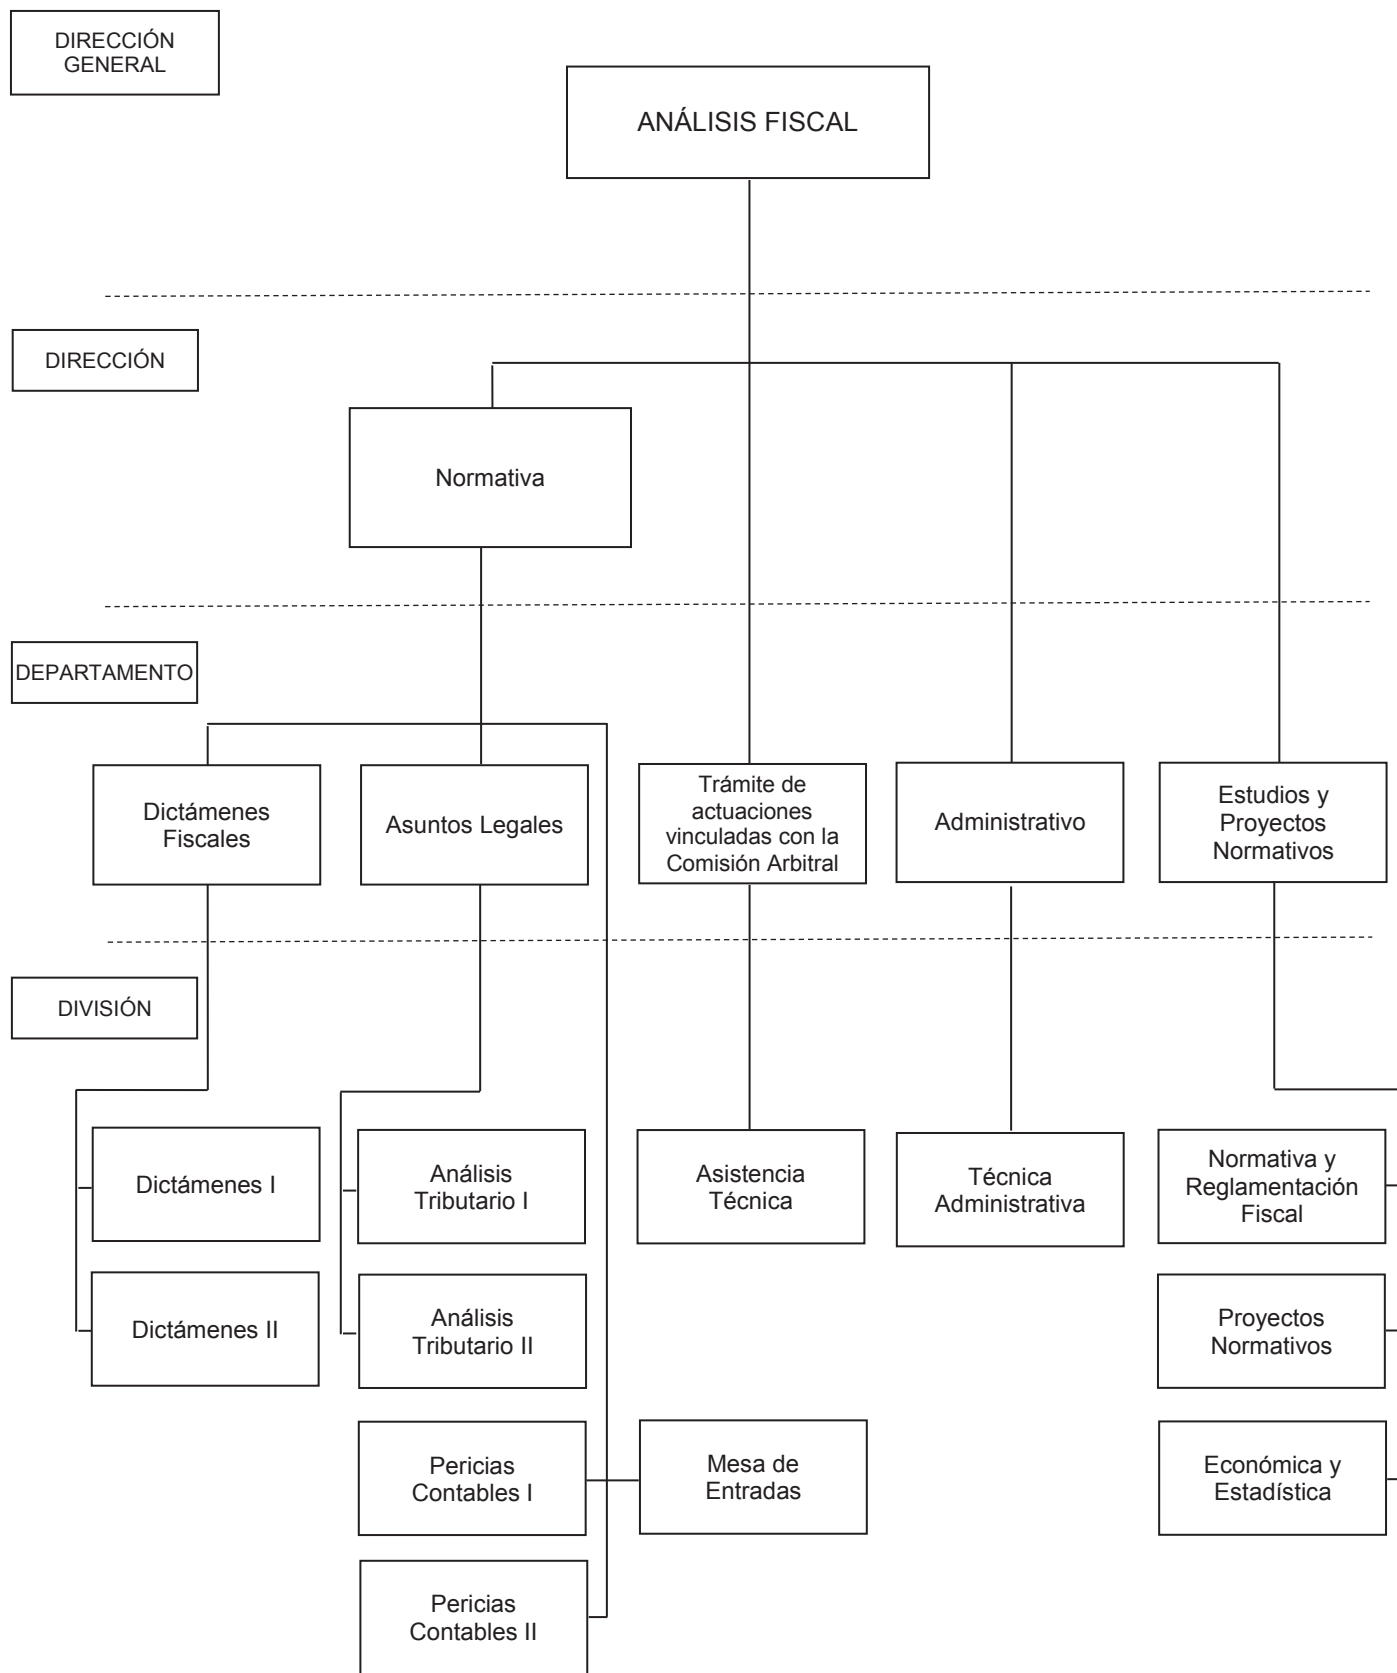 DIRECCIÓN
GENERAL
ANÁLISIS FISCAL
DIRECCIÓN
Normativa
DEPARTAMENTO
Dictámenes
Fiscales
Asuntos Legales
Trámite de
actuaciones
vinculadas con la
Comisión Arbitral
Administrativo
Estudios y
Proyectos
Normativos
DIVISIÓN
Dictámenes I
Análisis
Tributario I
Asistencia
Técnica
Técnica
Administrativa
Normativa y
Reglamentación
Fiscal
Dictámenes II
Análisis
Tributario II
Proyectos
Normativos
Pericias
Contables I
Mesa de
Entradas
Económica y
Estadística
Pericias
Contables II